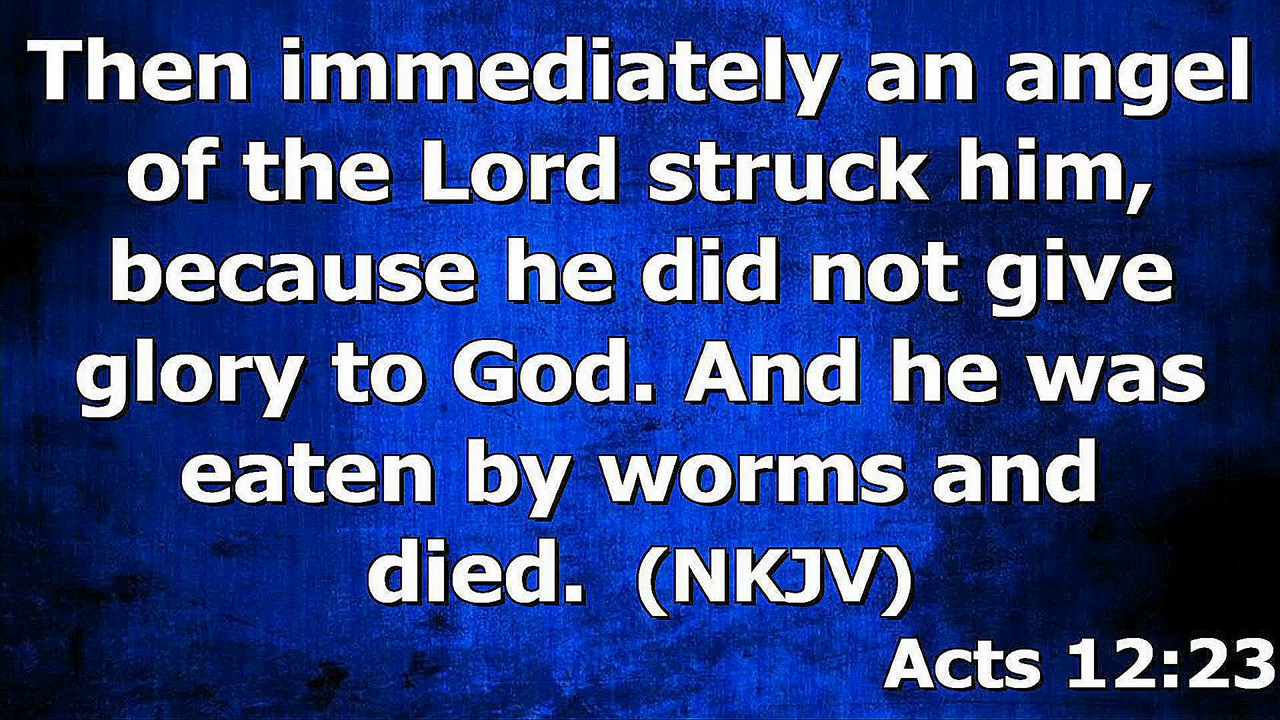 Then immediately an angel
of the Lord struck him,
because he did not give
glory to God. And he was
eaten by worms and
died. (NKJV)
Acts 12:23